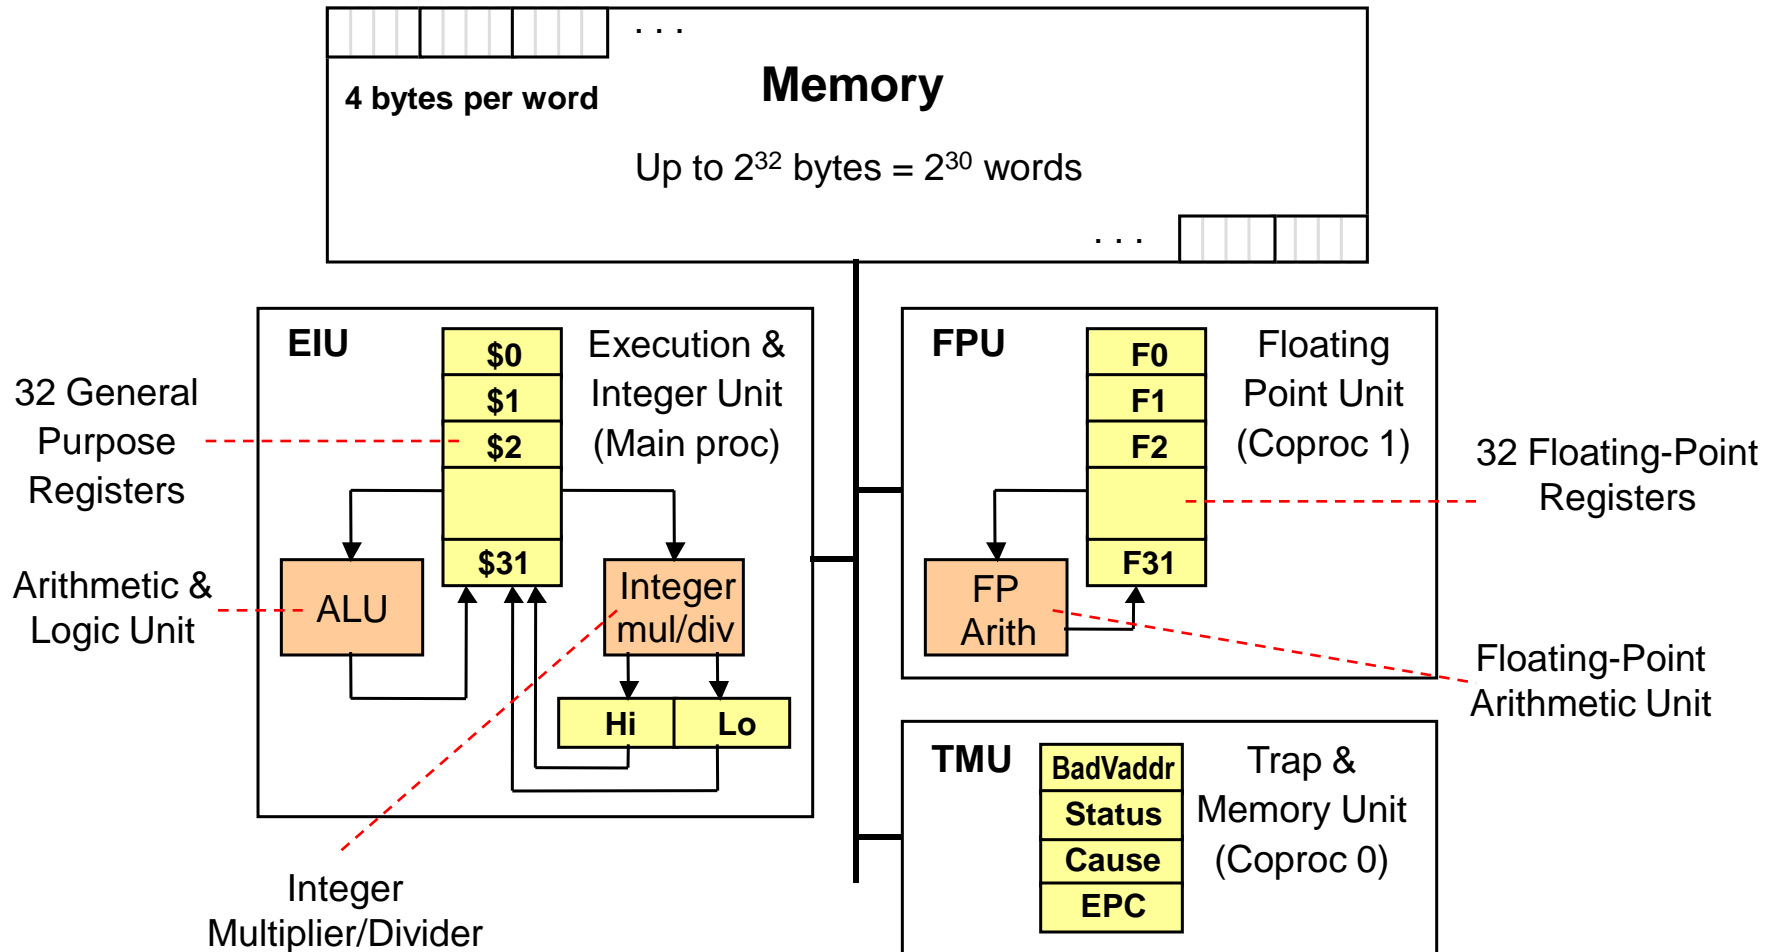 . . .
4 bytes per word
Memory
Up to 2³² bytes = 2³⁰ words
. . .
EIU
$0
$1
$2
$31
Execution &
Integer Unit
(Main proc)
32 General
Purpose
Registers
Arithmetic &
Logic Unit
ALU
Integer
mul/div
Hi
Lo
Integer
Multiplier/Divider
FPU
F0
F1
F2
F31
Floating
Point Unit
(Coproc 1)
32 Floating-Point
Registers
FP
Arith
Floating-Point
Arithmetic Unit
TMU
BadVaddr
Status
Cause
EPC
Trap &
Memory Unit
(Coproc 0)